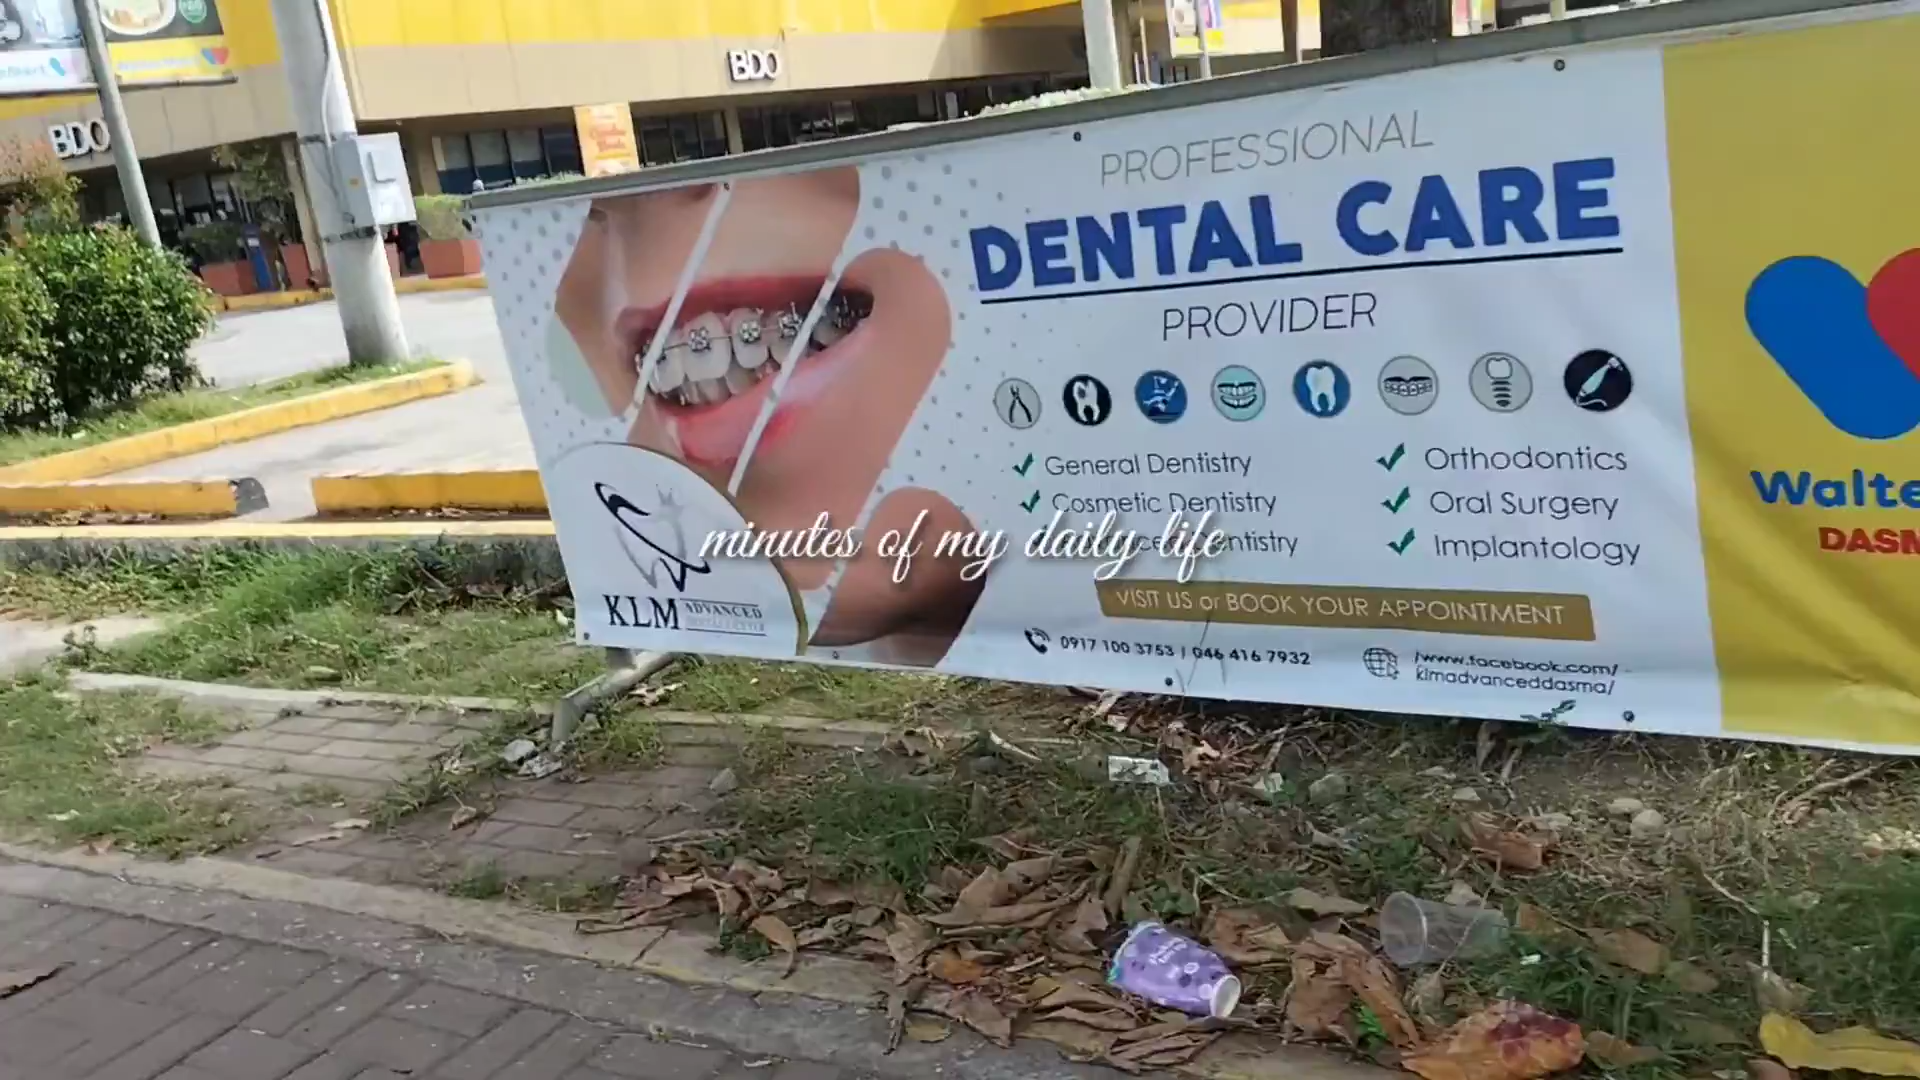 BDO
BDO
PROFESSIONAL
DENTAL CARE
PROVIDER
General Dentistry
Orthodontics
Cosmetic Dentistry
Oral Surgery
Implantology
minutes of my daily life
VISIT US or BOOK YOUR APPOINTMENT
0917 100 3753 / 046 416 7932
/www.facebook.com/
klmadvanceddasma/
KLM ADVANCED
Walte
DASM